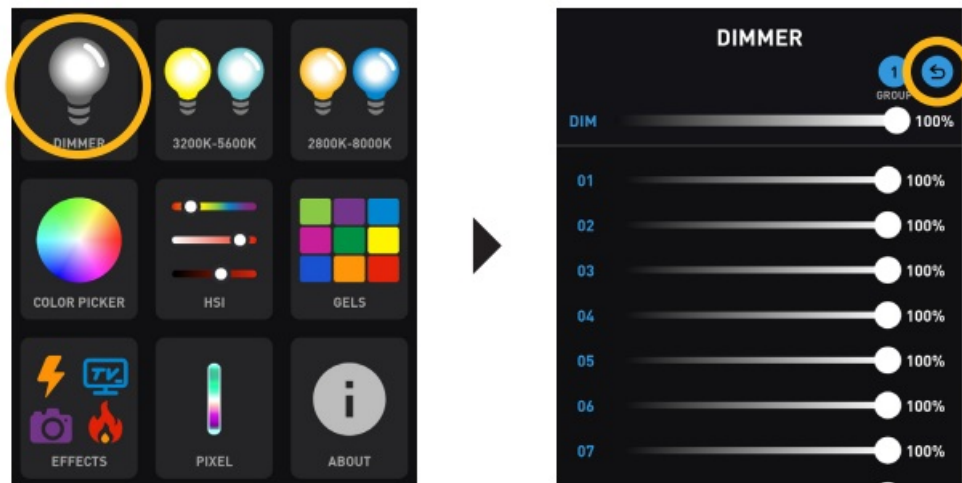 DIMMER
3200K-5600K
2800K-8000K
COLOR PICKER
HSI
GELS
TV
EFFECTS
PIXEL
i
ABOUT
DIMMER
1
GROUP
DIM 100%
01 100%
02 100%
03 100%
04 100%
05 100%
06 100%
07 100%